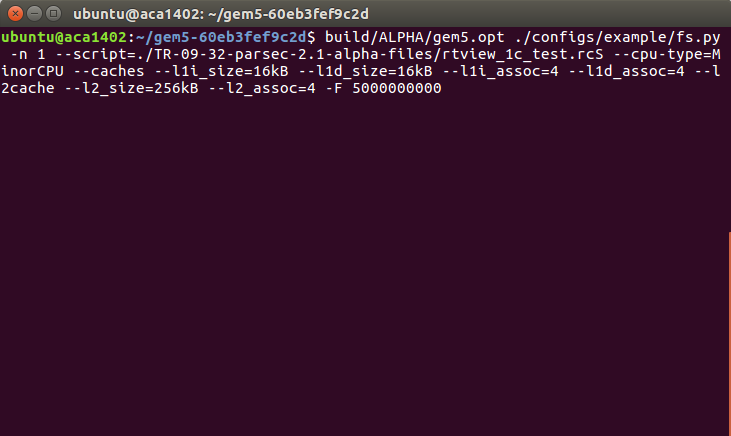 ubuntu@aca1402: ~/gem5-60eb3fef9c2d
ubuntu@aca1402:~/gem5-60eb3fef9c2d$ build/ALPHA/gem5.opt ./configs/example/fs.py
 -n 1 --script=./TR-09-32-parsec-2.1-alpha-files/rtview_1c_test.rcS --cpu-type=M
inorCPU --caches --l1i_size=16kB --l1d_size=16kB --l1i_assoc=4 --l1d_assoc=4 --l
2cache --l2_size=256kB --l2_assoc=4 -F 5000000000